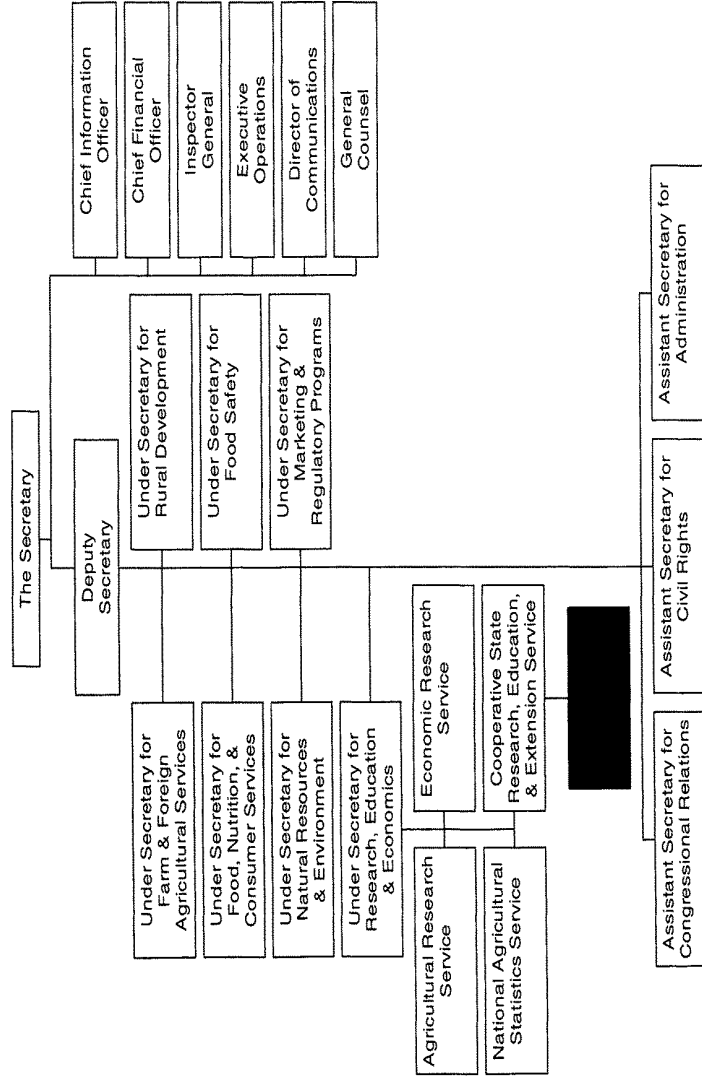 The Secretary
Deputy
Secretary
Chief Information
Officer
Chief Financial
Officer
Inspector
General
Executive
Operations
Director of
Communications
General
Counsel
Under Secretary for
Farm & Foreign
Agricultural Services
Under Secretary for
Rural Development
Under Secretary for
Food, Nutrition, &
Consumer Services
Under Secretary for
Food Safety
Under Secretary for
Natural Resources
& Environment
Under Secretary for
Marketing &
Regulatory Programs
Under Secretary for
Research, Education
& Economics
Agricultural Research
Service
Economic Research
Service
National Agricultural
Statistics Service
Cooperative State
Research, Education,
& Extension Service
Assistant Secretary for
Congressional Relations
Assistant Secretary for
Civil Rights
Assistant Secretary for
Administration